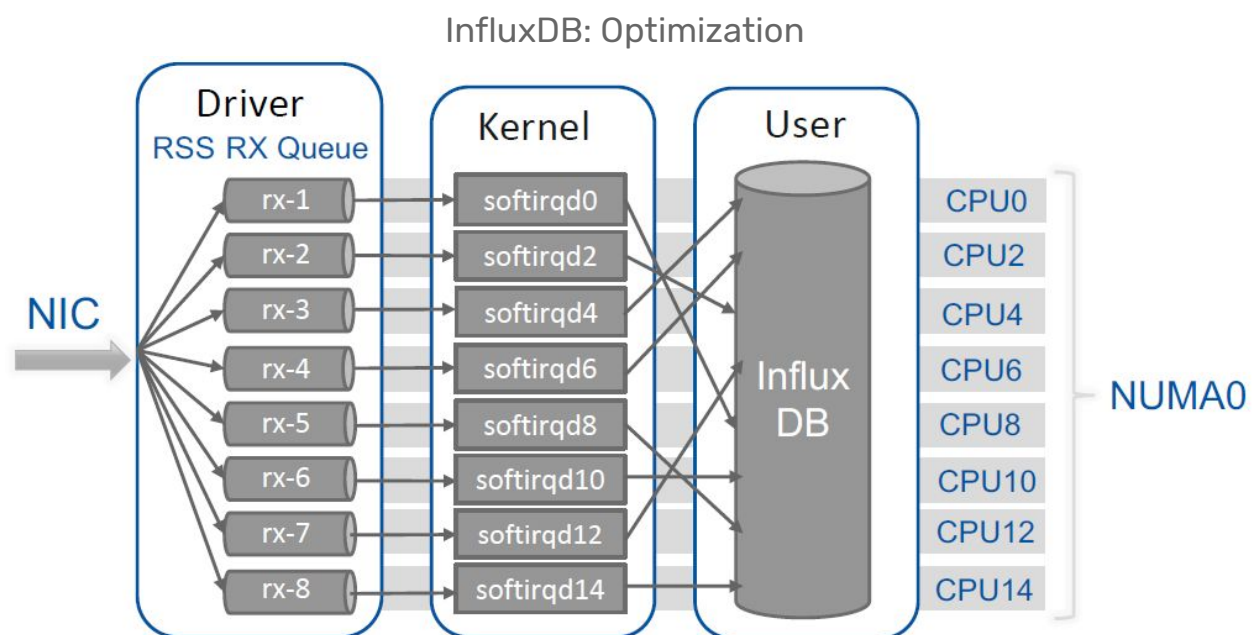 InfluxDB: Optimization
Driver
RSS RX Queue
Kernel
User
NIC
rx-1
rx-2
rx-3
rx-4
rx-5
rx-6
rx-7
rx-8
softirqd0
softirqd2
softirqd4
softirqd6
softirqd8
softirqd10
softirqd12
softirqd14
Influx
DB
CPU0
CPU2
CPU4
CPU6
CPU8
CPU10
CPU12
CPU14
NUMA0